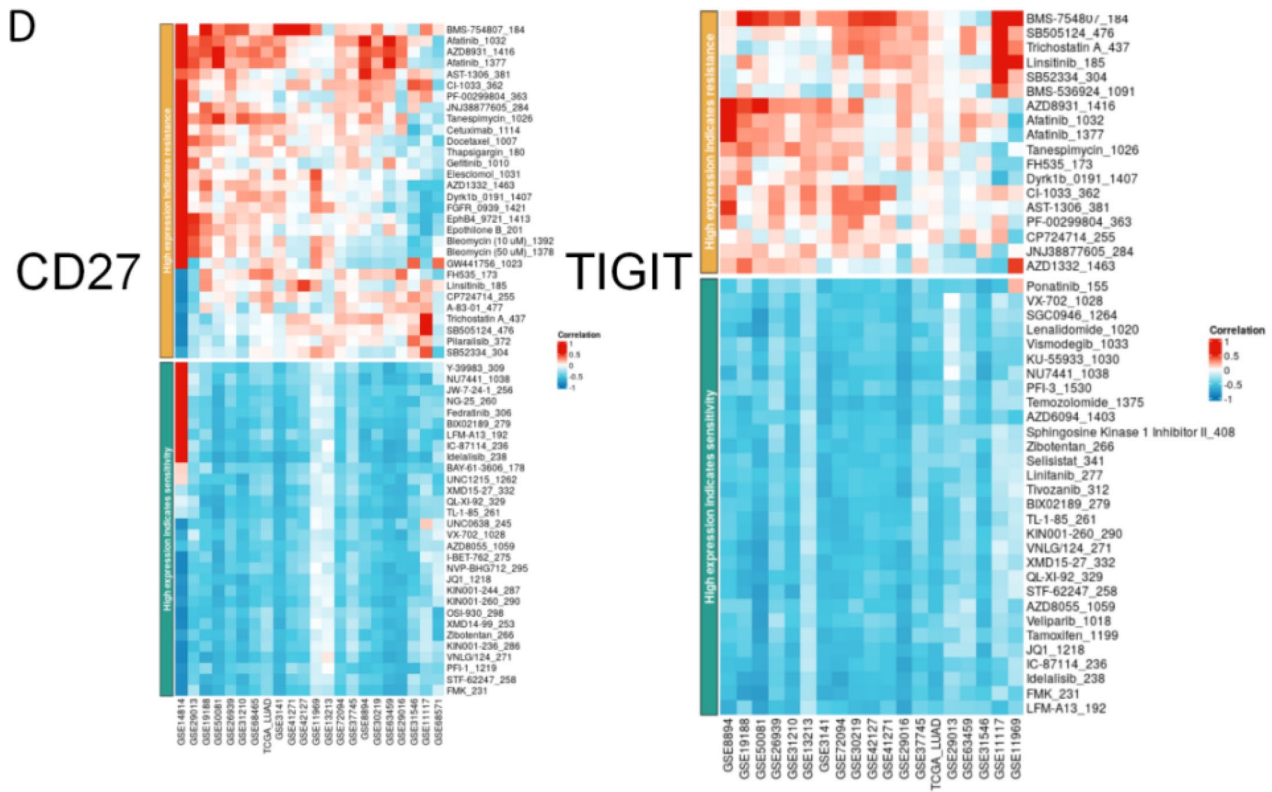 D
CD27
High expression indicates resistance
High expression indicates sensitivity
BMS-754807_184
Afatinib_1032
AZD8931_1416
Afatinib_1377
AST-1306_381
CI-1033_362
PF-00299804_363
JNJ38877605_284
Tanespimycin_1026
Cetuximab_1114
Docetaxel_1007
Thapsigargin_180
Gefitinib_1010
Elesclomol_1031
AZD1332_1463
Dyrk1b_0191_1407
FGFR_0939_1421
EphB4_9721_1413
Epothilone B_201
Bleomycin (10 uM)_1392
Bleomycin (50 uM)_1378
GW441756_1023
FH535_173
Linsitinib_185
CP724714_255
A-83-01_477
Trichostatin A_437
SB505124_476
Pilaralisib_372
SB52334_304
Y-39983_309
NU7441_1038
JW-7-24-1_256
NG-25_260
Fedratinib_306
BIX02189_279
LFM-A13_192
IC-87114_236
Idelalisib_238
BAY-61-3606_178
UNC1215_1262
XMD15-27_332
QL-XI-92_329
TL-1-85_261
UNC0638_245
VX-702_1028
AZD8055_1059
I-BET-762_275
NVP-BHG712_295
JQ1_1218
KIN001-244_287
KIN001-260_290
OSI-930_298
XMD14-99_253
Zibotentan_266
KIN001-236_286
VNLG/124_271
PFI-1_1219
STF-62247_258
FMK_231
GSE14814
GSE29013
GSE19188
GSE50081
GSE26939
GSE31210
GSE68465
TCGA_LUAD
GSE3141
GSE41271
GSE42127
GSE11969
GSE13213
GSE72094
GSE37745
GSE8894
GSE30219
GSE63459
GSE29016
GSE31546
GSE11117
GSE68571
Correlation
1
0.5
0
-0.5
-1
TIGIT
High expression indicates resistance
High expression indicates sensitivity
BMS-754807_184
SB505124_476
Trichostatin A_437
Linsitinib_185
SB52334_304
BMS-536924_1091
AZD8931_1416
Afatinib_1032
Afatinib_1377
Tanespimycin_1026
FH535_173
Dyrk1b_0191_1407
CI-1033_362
AST-1306_381
PF-00299804_363
CP724714_255
JNJ38877605_284
AZD1332_1463
Ponatinib_155
VX-702_1028
SGC0946_1264
Lenalidomide_1020
Vismodegib_1033
KU-55933_1030
NU7441_1038
PFI-3_1530
Temozolomide_1375
AZD6094_1403
Sphingosine Kinase 1 Inhibitor II_408
Zibotentan_266
Selisistat_341
Linifanib_277
Tivozanib_312
BIX02189_279
TL-1-85_261
KIN001-260_290
VNLG/124_271
XMD15-27_332
QL-XI-92_329
STF-62247_258
AZD8055_1059
Veliparib_1018
Tamoxifen_1199
JQ1_1218
IC-87114_236
Idelalisib_238
FMK_231
LFM-A13_192
GSE8894
GSE19188
GSE50081
GSE26939
GSE31210
GSE13213
GSE3141
GSE72094
GSE30219
GSE42127
GSE41271
GSE29016
GSE37745
TCGA_LUAD
GSE29013
GSE63459
GSE31546
GSE11117
GSE11969
Correlation
1
0.5
0
-0.5
-1